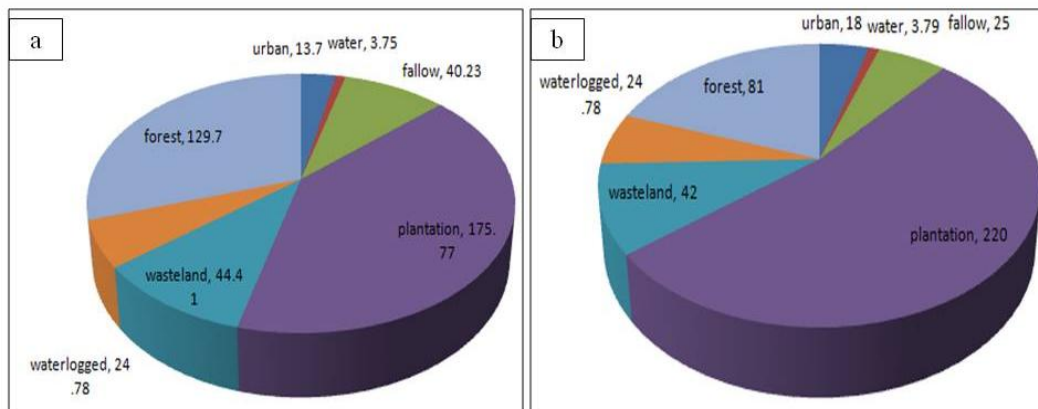 a
urban, 13.7
water, 3.75
fallow, 40.23
forest, 129.7
plantation, 175.
77
wasteland, 44.4
1
waterlogged, 24
.78
b
urban, 18
water, 3.79
fallow, 25
waterlogged, 24
.78
forest, 81
wasteland, 42
plantation, 220